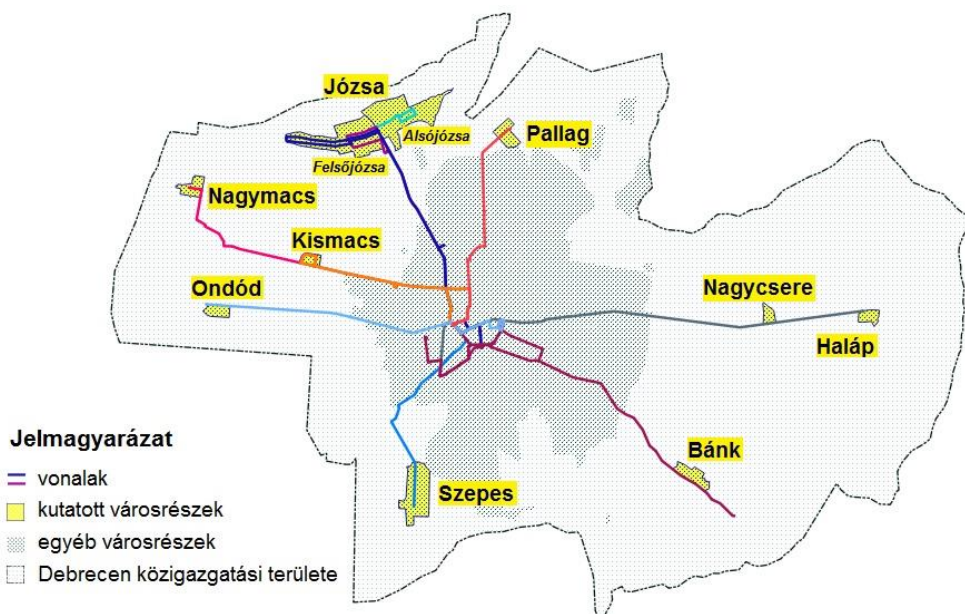 Józsa
Alsójózsa
Felsőjózsa
Pallag
Nagymacs
Kismacs
Ondód
Nagycsere
Haláp
Bánk
Szepes
Jelmagyarázat
vonalak
kutatott városrészek
egyéb városrészek
Debrecen közigazgatási területe